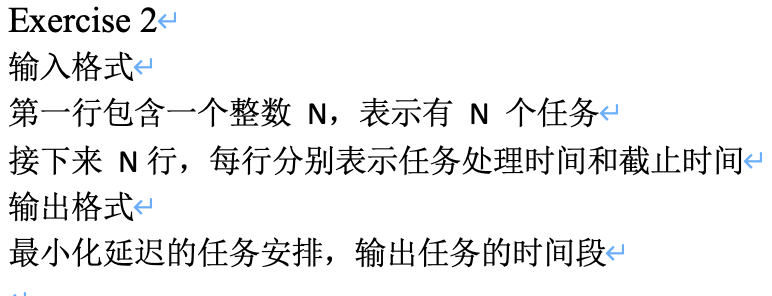 Exercise 2
输入格式
第一行包含一个整数 N，表示有 N 个任务
接下来 N 行，每行分别表示任务处理时间和截止时间
输出格式
最小化延迟的任务安排，输出任务的时间段